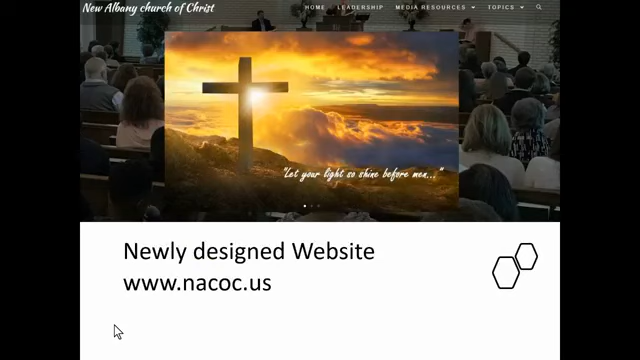 New Albany church of Christ
HOME LEADERSHIP MEDIA RESOURCES TOPICS
"Let your light so shine before men..."
Newly designed Website
www.nacoc.us